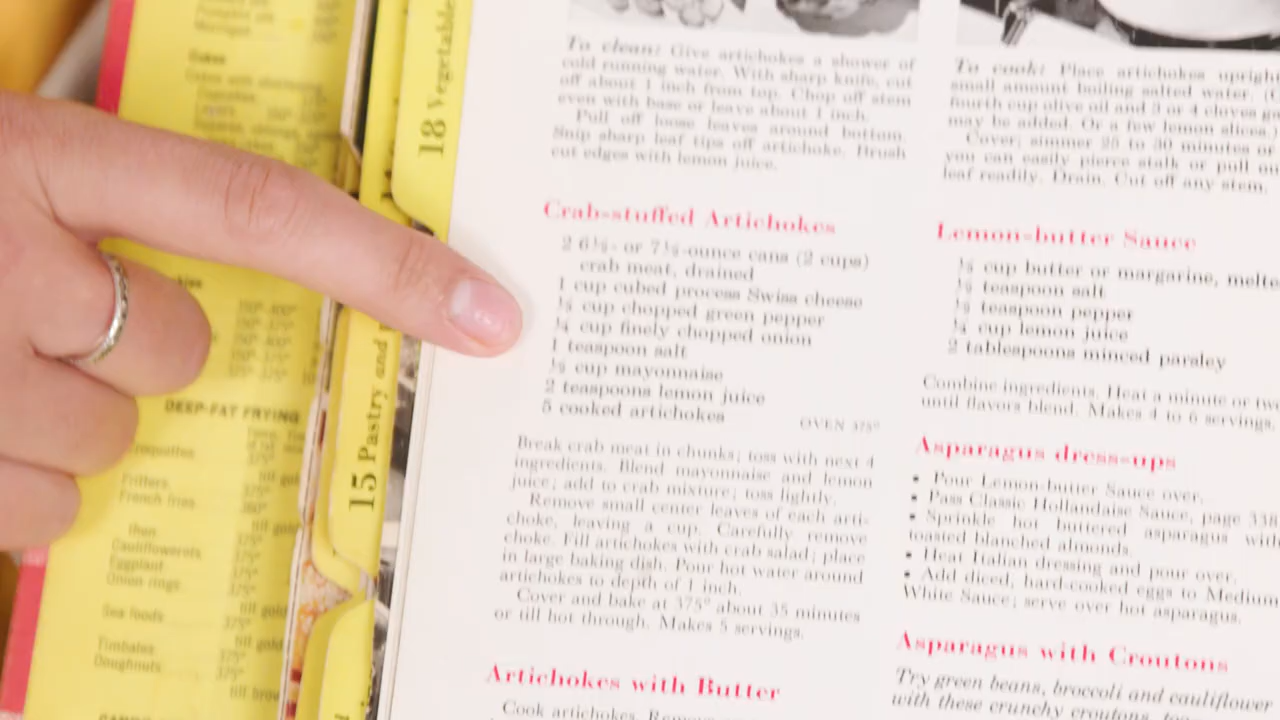 Cakes
DEEP-FAT FRYING
Croquettes
375°
Fritters
French fries
then
Cauliflowerets
Eggplant
Onion rings
Sea foods
Timbales
Doughnuts
18 Vegetable
15 Pastry and
To clean: Give artichokes a shower of
cold running water. With sharp knife, cut
off about 1 inch from top. Chop off stem
even with base or leave about 1 inch.
Pull off loose leaves around bottom.
Snip sharp leaf tips off artichoke. Brush
cut edges with lemon juice.
Crab-stuffed Artichokes
2 6½- or 7½-ounce cans (2 cups)
crab meat, drained
1 cup cubed process Swiss cheese
cup chopped green pepper
¼ cup finely chopped onion
1 teaspoon salt
½ cup mayonnaise
2 teaspoons lemon juice
5 cooked artichokes
OVEN 375°
Break crab meat in chunks; toss with next 4
ingredients. Blend mayonnaise and lemon
juice; add to crab mixture; toss lightly.
Remove small center leaves of each arti-
choke, leaving a cup. Carefully remove
choke. Fill artichokes with crab salad; place
in large baking dish. Pour hot water around
artichokes to depth of 1 inch.
Cover and bake at 375° about 35 minutes
or till hot through. Makes 5 servings.
Artichokes with Butter
Cook artichokes.
To cook: Place artichokes upright
small amount boiling salted water.
fourth cup olive oil and 3 or 4 cloves
may be added. Or a few lemon slices.
Cover; simmer 25 to 30 minutes or
you can easily pierce stalk or pull out
leaf readily. Drain. Cut off any stem.
Lemon-butter Sauce
cup butter or margarine, melte
teaspoon salt
teaspoon pepper
¼ cup lemon juice
2 tablespoons minced parsley
Combine ingredients. Heat a minute or two
until flavors blend. Makes 4 to 6 servings.
Asparagus dress-ups
• Pour Lemon-butter Sauce over.
• Pass Classic Hollandaise Sauce, page 338
• Sprinkle hot buttered asparagus with
toasted blanched almonds.
• Heat Italian dressing and pour over.
• Add diced, hard-cooked eggs to Medium
White Sauce; serve over hot asparagus.
Asparagus with Croutons
Try green beans, broccoli and cauliflower
with these crunchy croutons, too